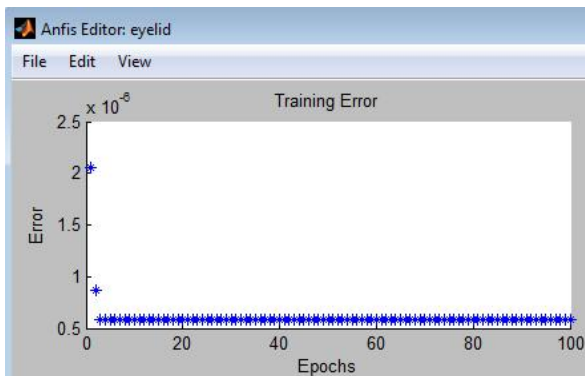 Anfis Editor: eyelid
File Edit View
x 10^-6
Training Error
2.5
2
1.5
1
0.5
Error
0 20 40 60 80 100
Epochs